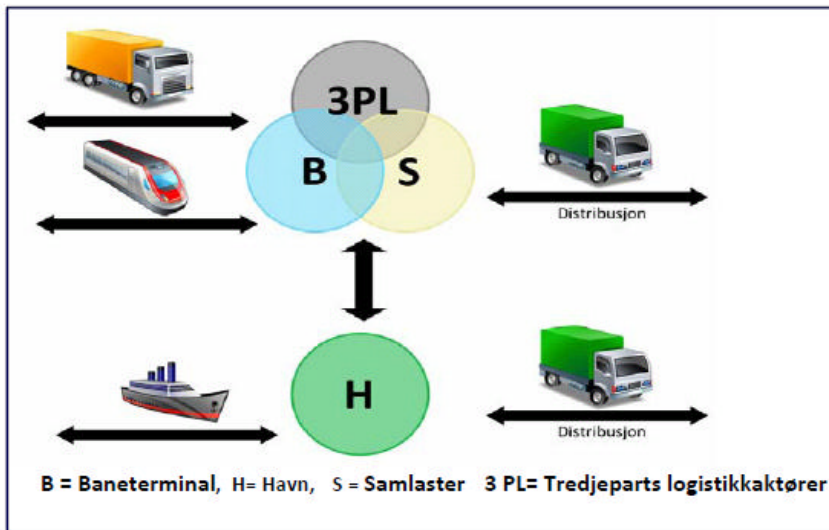 3PL
B S
Distribusjon
H
Distribusjon
B = Baneterminal, H= Havn, S = Samlaster 3 PL= Tredjeparts logistikkaktører